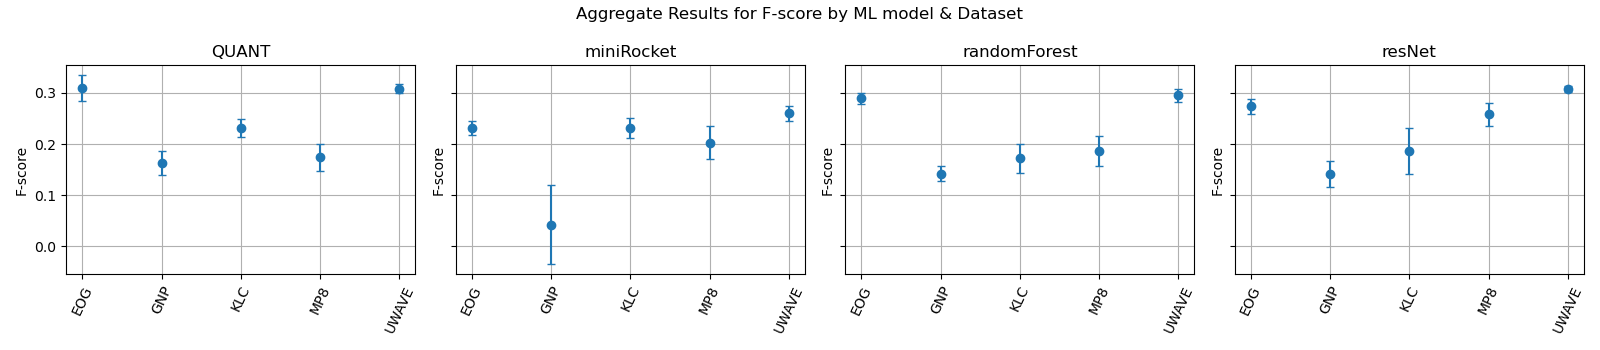 Aggregate Results for F-score by ML model & Dataset
QUANT
miniRocket
randomForest
resNet
F-score
0.3
0.2
0.1
0.0
EOG
GNP
KLC
MP8
UWAVE
F-score
EOG
GNP
KLC
MP8
UWAVE
F-score
EOG
GNP
KLC
MP8
UWAVE
F-score
EOG
GNP
KLC
MP8
UWAVE